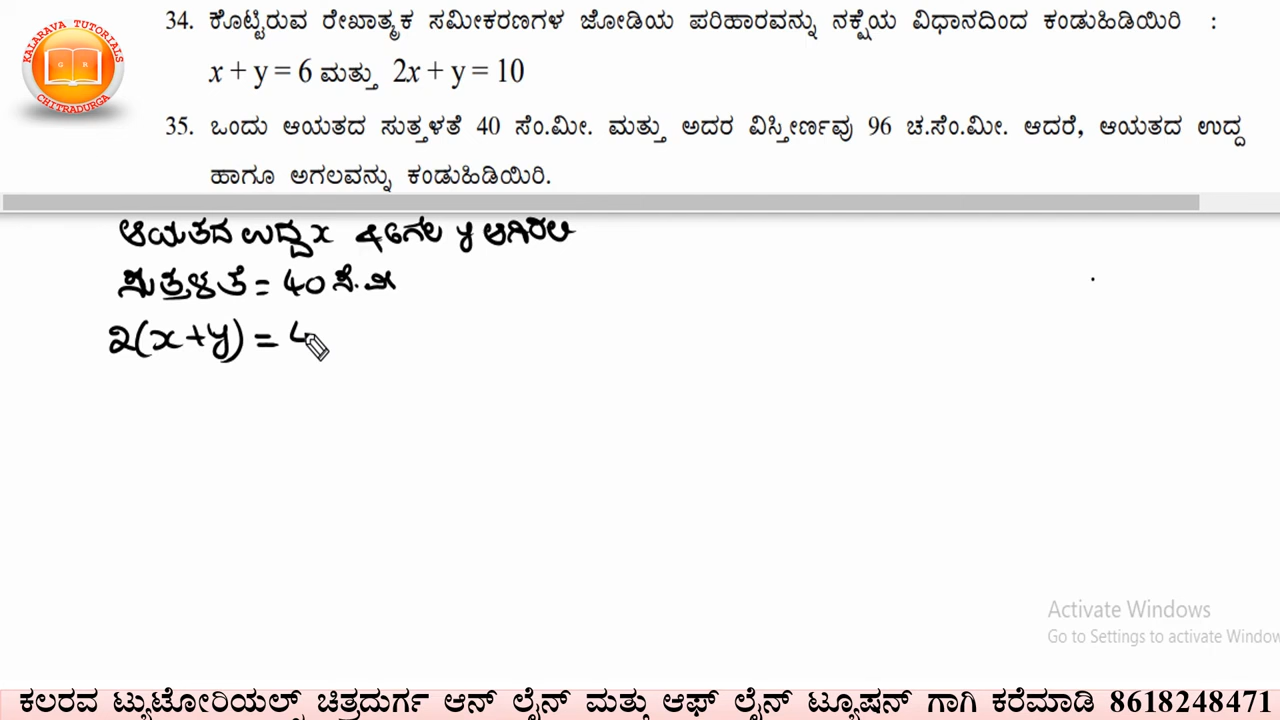 KALARAVA TUTORIALS
G R
CHITRADURGA
34. ಕೊಟ್ಟಿರುವ ರೇಖಾತ್ಮಕ ಸಮೀಕರಣಗಳ ಜೋಡಿಯ ಪರಿಹಾರವನ್ನು ನಕ್ಷೆಯ ವಿಧಾನದಿಂದ ಕಂಡುಹಿಡಿಯಿರಿ :
x + y = 6 ಮತ್ತು 2x + y = 10
35. ಒಂದು ಆಯತದ ಸುತ್ತಳತೆ 40 ಸೆಂ.ಮೀ. ಮತ್ತು ಅದರ ವಿಸ್ತೀರ್ಣವು 96 ಚ.ಸೆಂ.ಮೀ. ಆದರೆ, ಆಯತದ ಉದ್ದ
ಹಾಗೂ ಅಗಲವನ್ನು ಕಂಡುಹಿಡಿಯಿರಿ.
ಆಯತದ ಉದ್ದ x y ಆಗಿರಲಿ
ಸುತ್ತಳತೆ = 40 ಸೆ.ಮೀ
2(x+y) = 4
Activate Windows
Go to Settings to activate Window
ಕಲರವ ಟ್ಯುಟೋರಿಯಲ್ಸ್ ಚಿತ್ರದುರ್ಗ ಆನ್ ಲೈನ್ ಮತ್ತು ಆಫ್ ಲೈನ್ ಟ್ಯೂಷನ್ ಗಾಗಿ ಕರೆಮಾಡಿ 8618248471